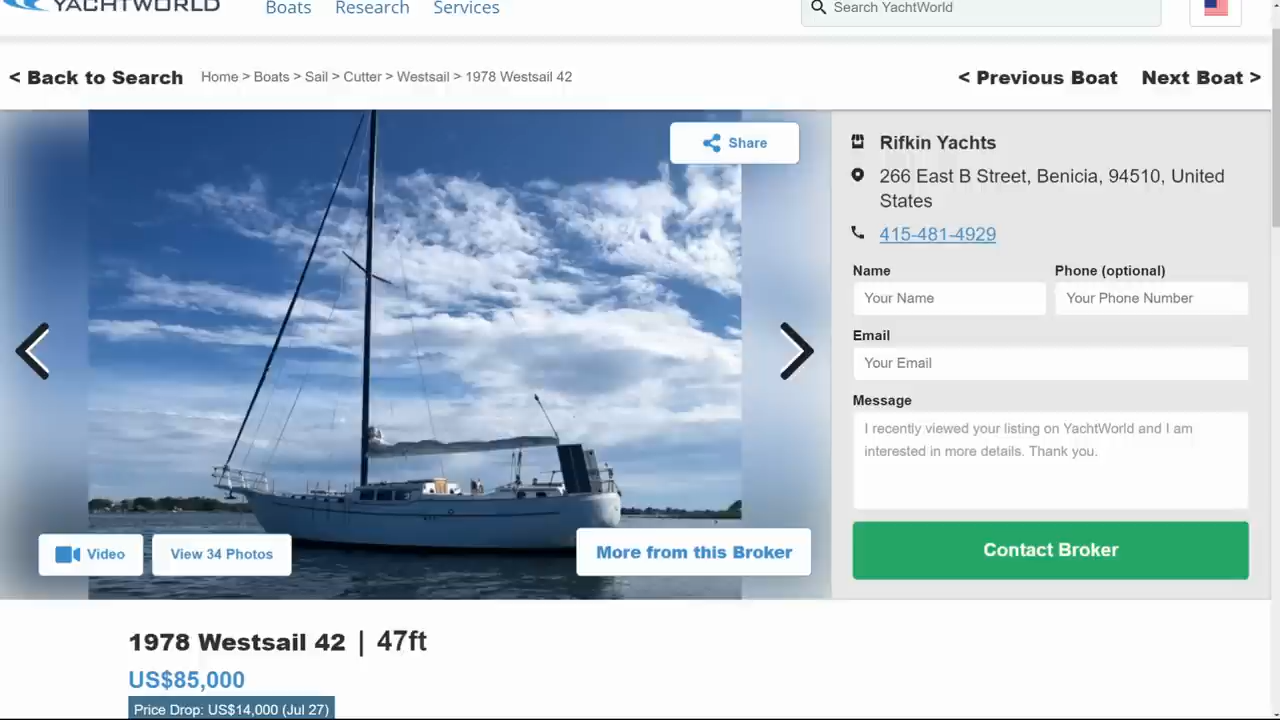 YACHTWORLD
Boats
Research
Services
Search YachtWorld
< Back to Search
Home > Boats > Sail > Cutter > Westsail > 1978 Westsail 42
< Previous Boat
Next Boat >
Share
Video
View 34 Photos
More from this Broker
Rifkin Yachts
266 East B Street, Benicia, 94510, United
States
415-481-4929
Name
Phone (optional)
Your Name
Your Phone Number
Email
Your Email
Message
I recently viewed your listing on YachtWorld and I am
interested in more details. Thank you.
Contact Broker
1978 Westsail 42 | 47ft
US$85,000
Price Drop: US$14,000 (Jul 27)